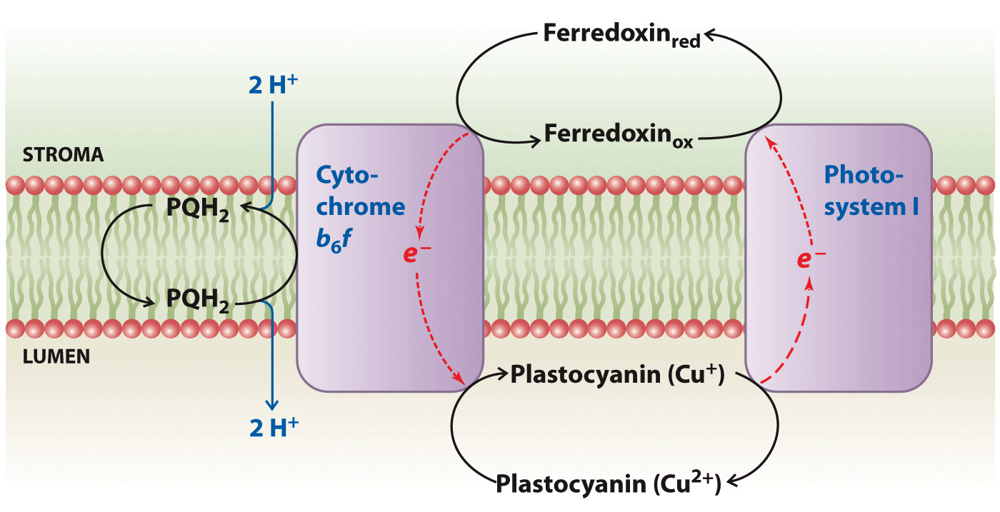 Ferredoxin_red
2 H⁺
Ferredoxin_ox
STROMA
Cyto-
chrome
b₆f
Photo-
system I
PQH₂
e⁻
e⁻
PQH₂
LUMEN
Plastocyanin (Cu⁺)
2 H⁺
Plastocyanin (Cu²⁺)